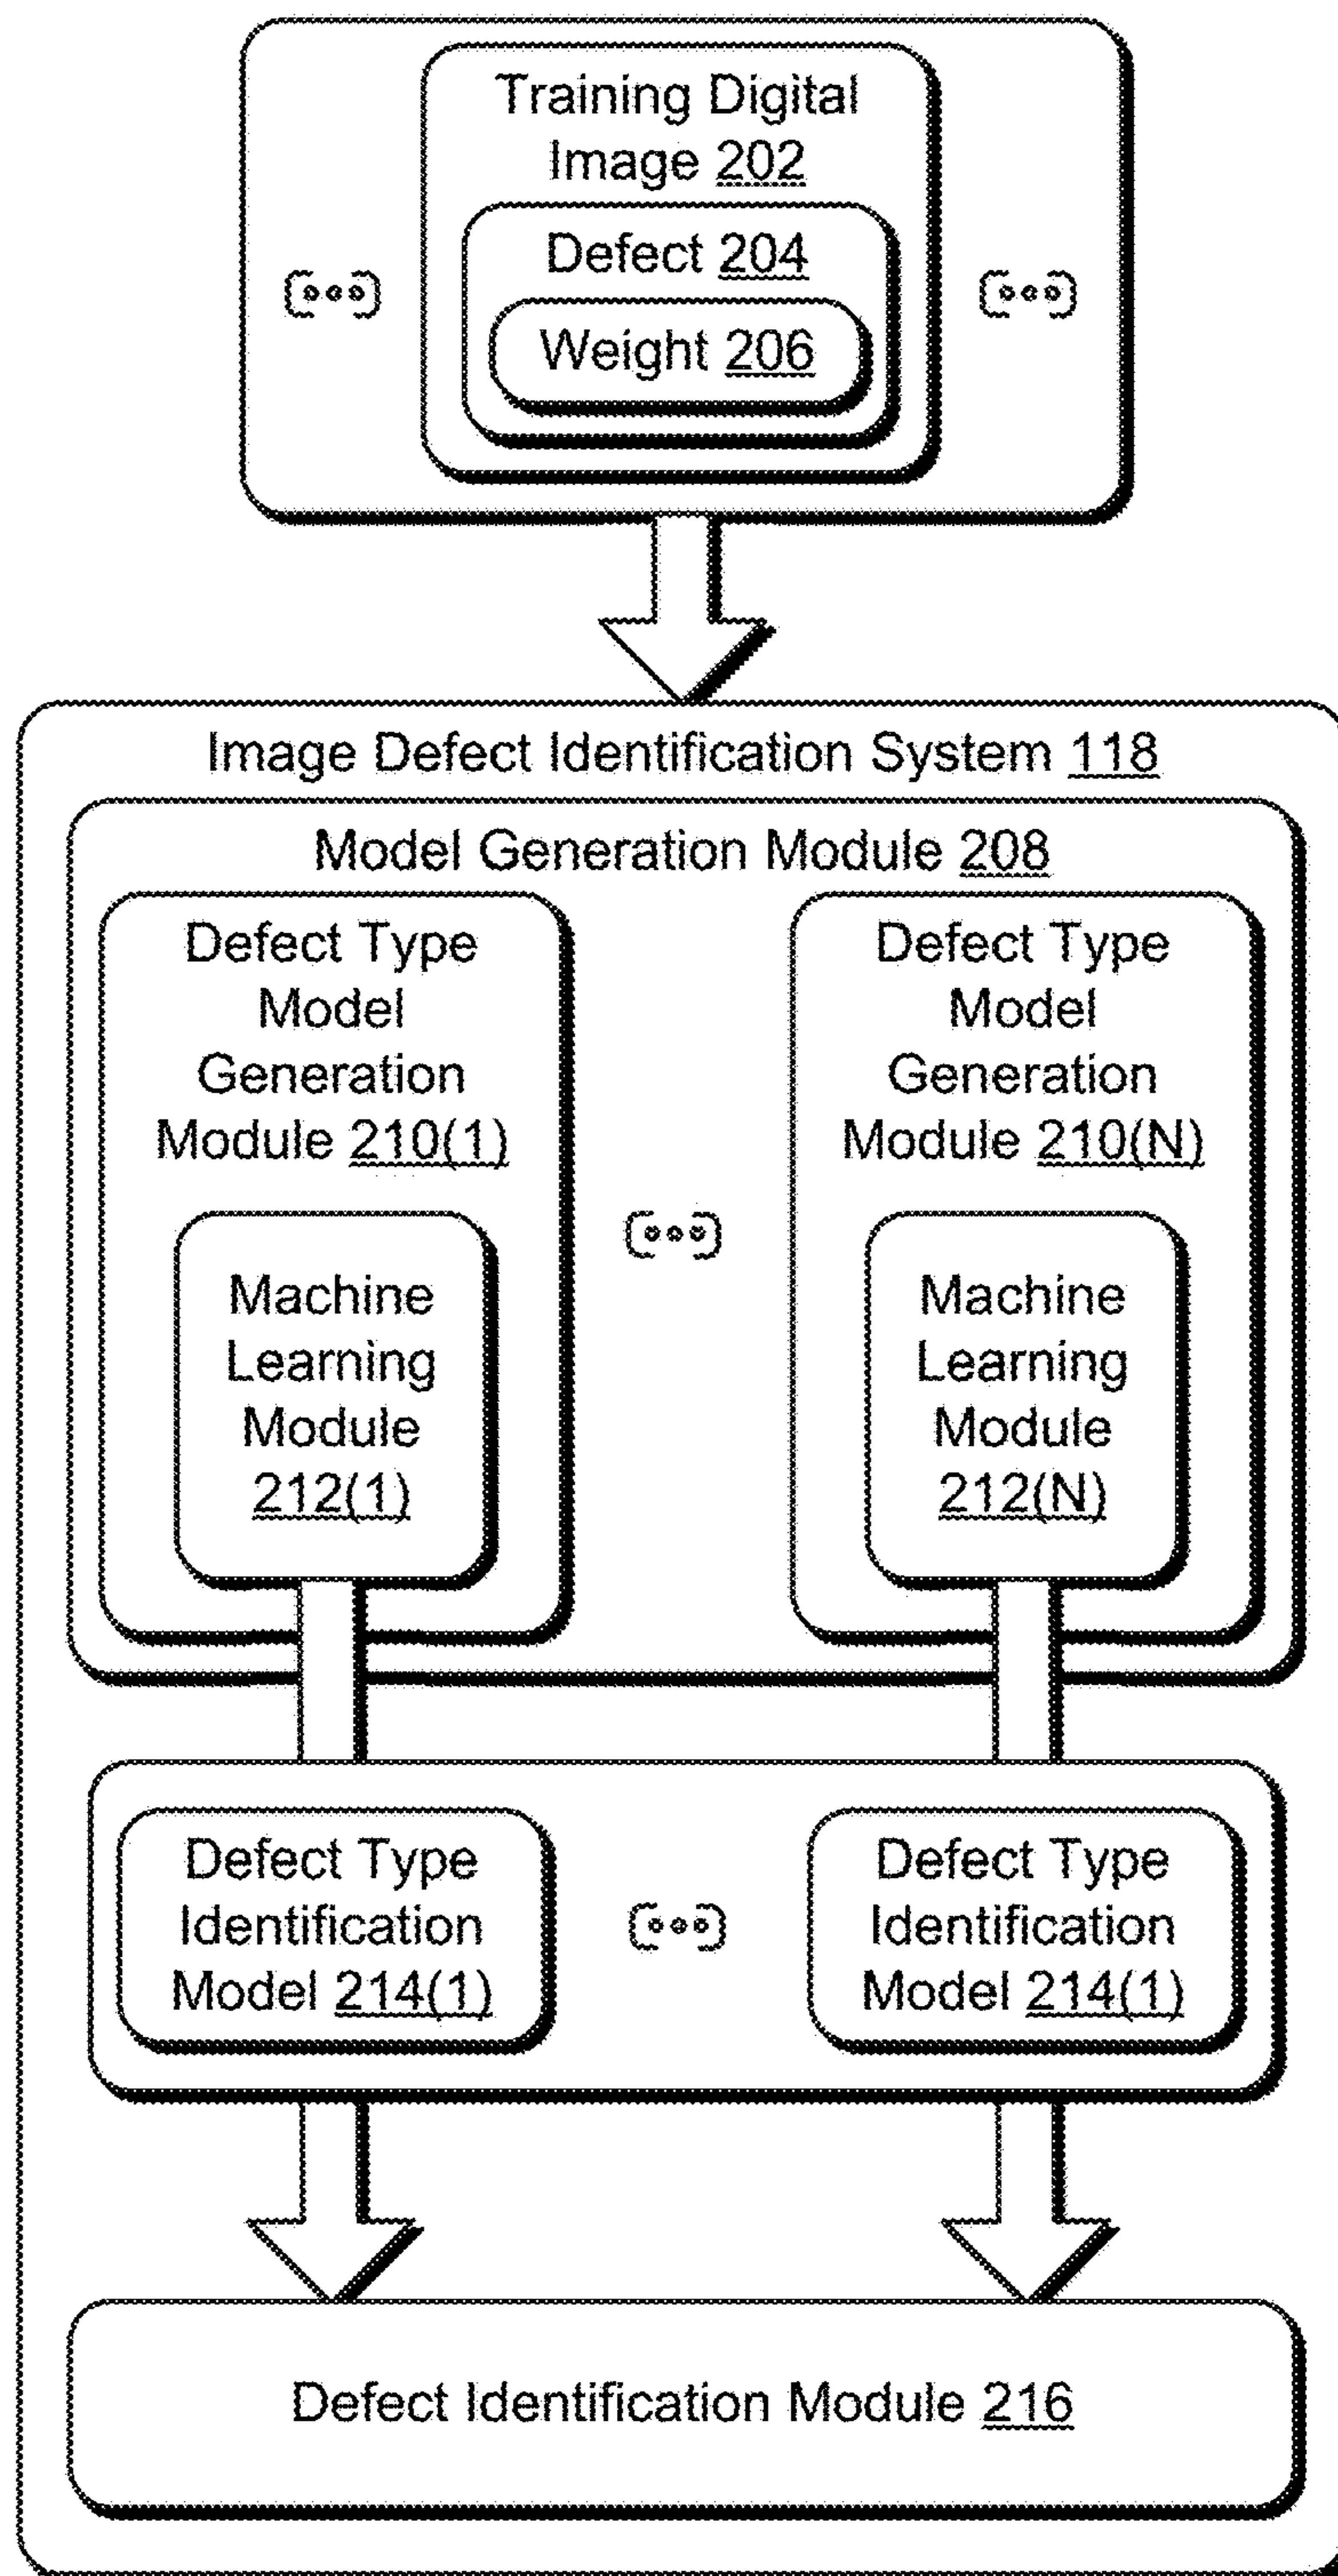 Training Digital
Image 202
Defect 204
Weight 206
Image Defect Identification System 118
Model Generation Module 208
Defect Type
Model
Generation
Module 210(1)
Machine
Learning
Module
212(1)
Defect Type
Model
Generation
Module 210(N)
Machine
Learning
Module
212(N)
Defect Type
Identification
Model 214(1)
Defect Type
Identification
Model 214(1)
Defect Identification Module 216